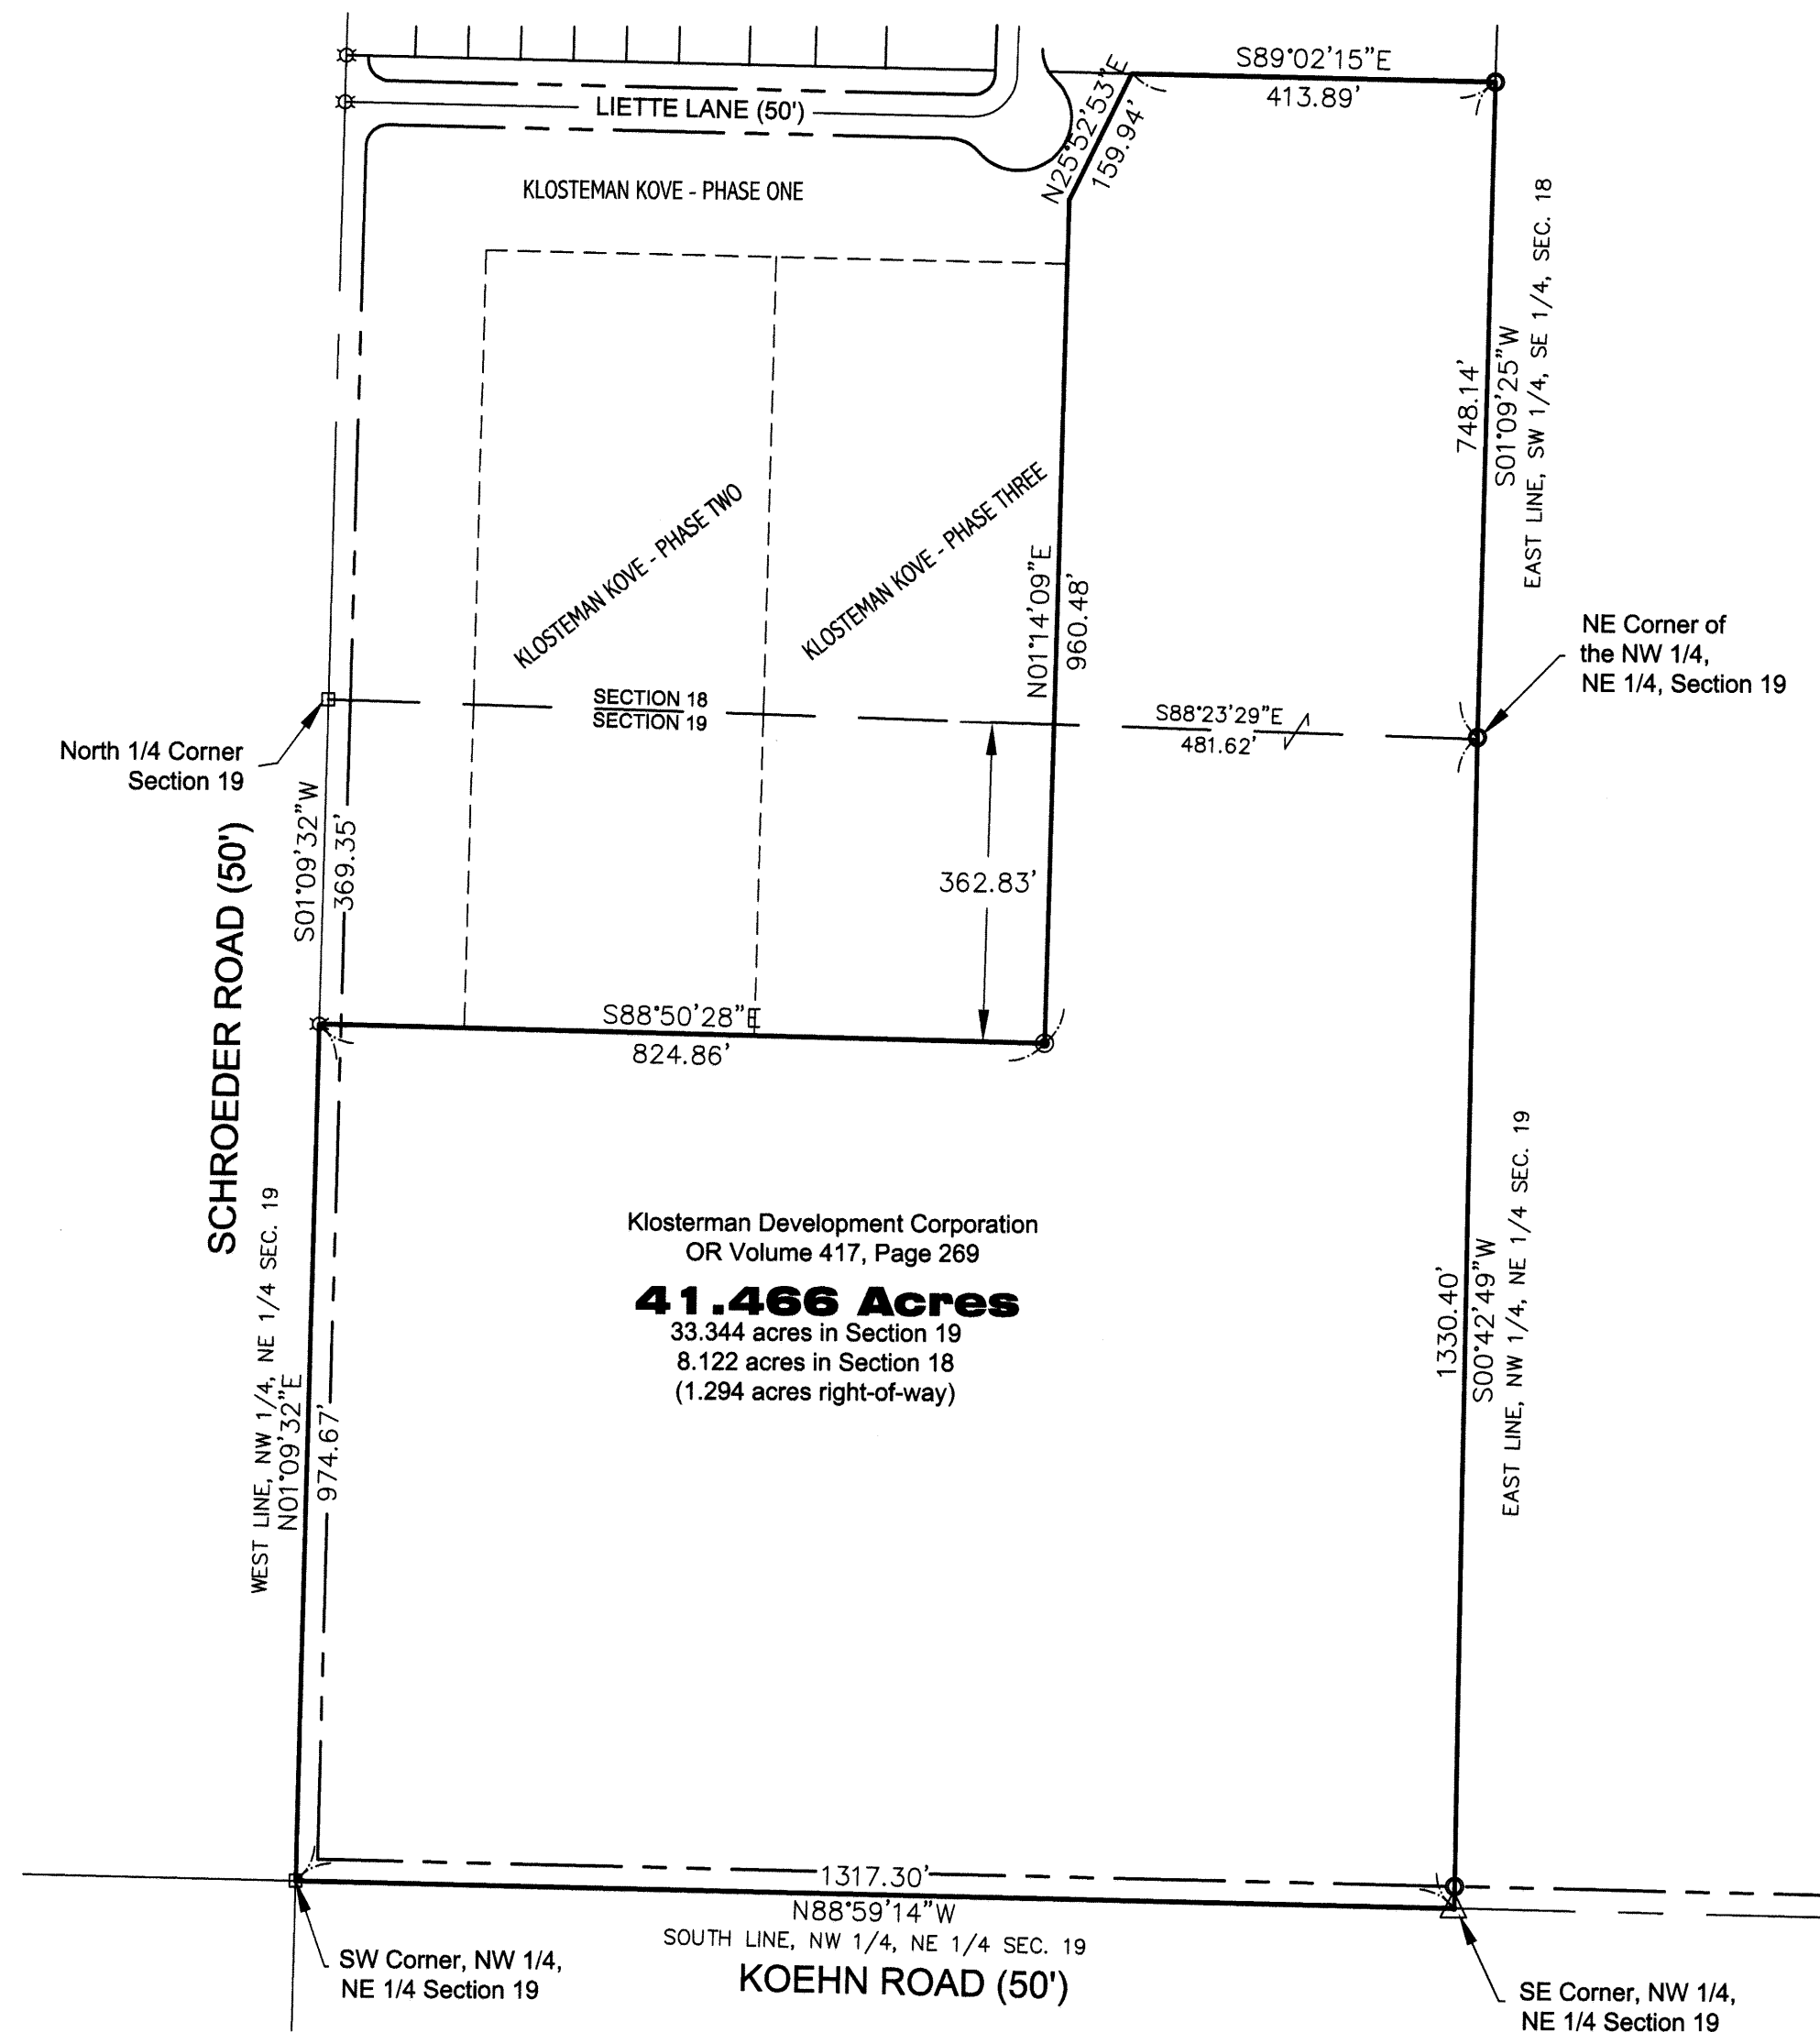 S89°02'15"E
413.89'
N25°52'53"E
159.94'
LIETTE LANE (50')
KLOSTEMAN KOVE - PHASE ONE
EAST LINE, SW 1/4, SE 1/4, SEC. 18
S01°09'25"W
748.14'
KLOSTEMAN KOVE - PHASE TWO
KLOSTEMAN KOVE - PHASE THREE
N01°14'09"E
960.48'
NE Corner of
the NW 1/4,
NE 1/4, Section 19
SECTION 18
SECTION 19
S88°23'29"E
481.62'
North 1/4 Corner
Section 19
S01°09'32"W
369.35'
SCHROEDER ROAD (50')
362.83'
S88°50'28"E
824.86'
Klosterman Development Corporation
OR Volume 417, Page 269
41.466 Acres
33.344 acres in Section 19
8.122 acres in Section 18
(1.294 acres right-of-way)
WEST LINE, NW 1/4, NE 1/4 SEC. 19
N01°09'32"E
974.67'
1330.40'
S00°42'49"W
EAST LINE, NW 1/4, NE 1/4 SEC. 19
1317.30'
N88°59'14"W
SOUTH LINE, NW 1/4, NE 1/4 SEC. 19
KOEHN ROAD (50')
SW Corner, NW 1/4,
NE 1/4 Section 19
SE Corner, NW 1/4,
NE 1/4 Section 19